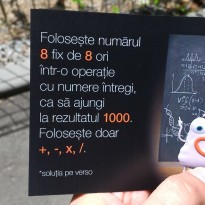 Folosește numărul
8 fix de 8 ori
într-o operație
cu numere întregi,
ca să ajungi
la rezultatul 1000.
Folosește doar
+, -, x, /.
*soluția pe verso